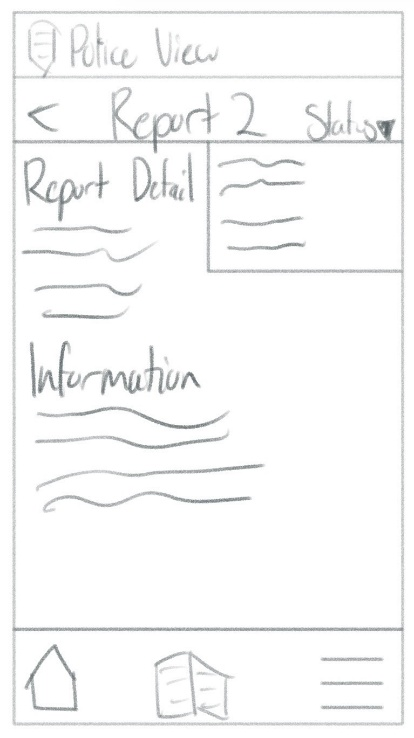 Police View
< Report 2 Status▼
Report Detail
Information